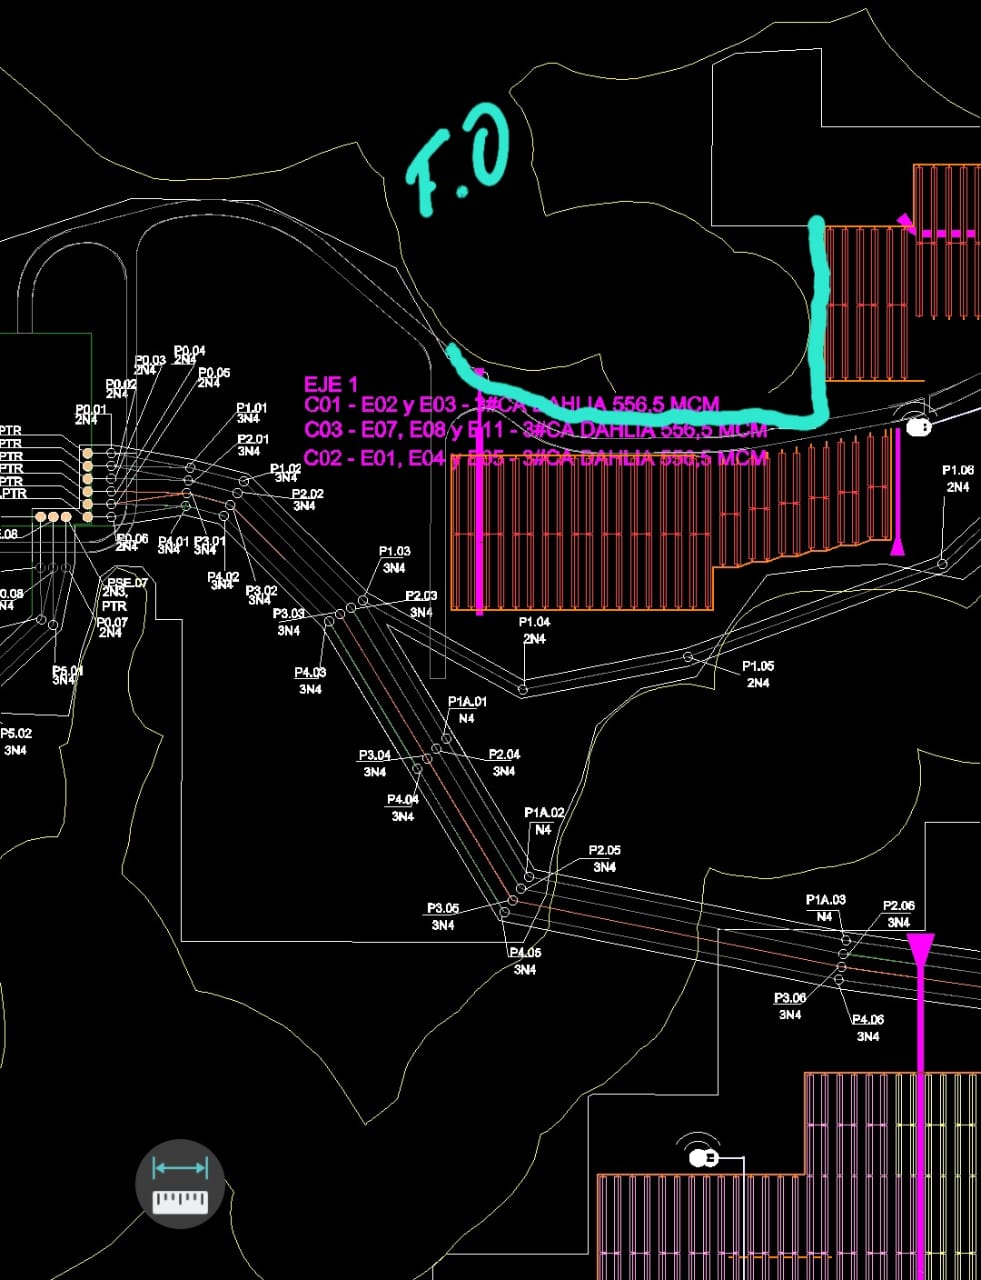 F.O
EJE 1
C01 - E02 y E03 - 3#CA DAHLIA 556.5 MCM
C03 - E07, E08 y E11 - 3#CA DAHLIA 556,5 MCM
C02 - E01, E04 y E05 - 3#CA DAHLIA 556,5 MCM
P0.04
2N4
P0.03
2N4
P0.05
2N4
P0.02
2N4
P0.01
2N4
P1.01
3N4
PTR
PTR
PTR
PTR
PTR
P2.01
3N4
P1.02
3N4
P2.02
3N4
P1.06
2N4
P0.06
2N4
P4.01
3N4
P3.01
3N4
P1.03
3N4
P4.02
3N4
P3.02
3N4
PSE.07
2N3,
PTR
P0.07
2N4
P2.03
3N4
P3.03
3N4
P1.04
2N4
P5.01
3N4
P4.03
3N4
P1.05
2N4
P1A.01
N4
P5.02
3N4
P3.04
3N4
P2.04
3N4
P4.04
3N4
P1A.02
N4
P2.05
3N4
P3.05
3N4
P1A.03
N4
P2.06
3N4
P4.05
3N4
P3.06
3N4
P4.06
3N4